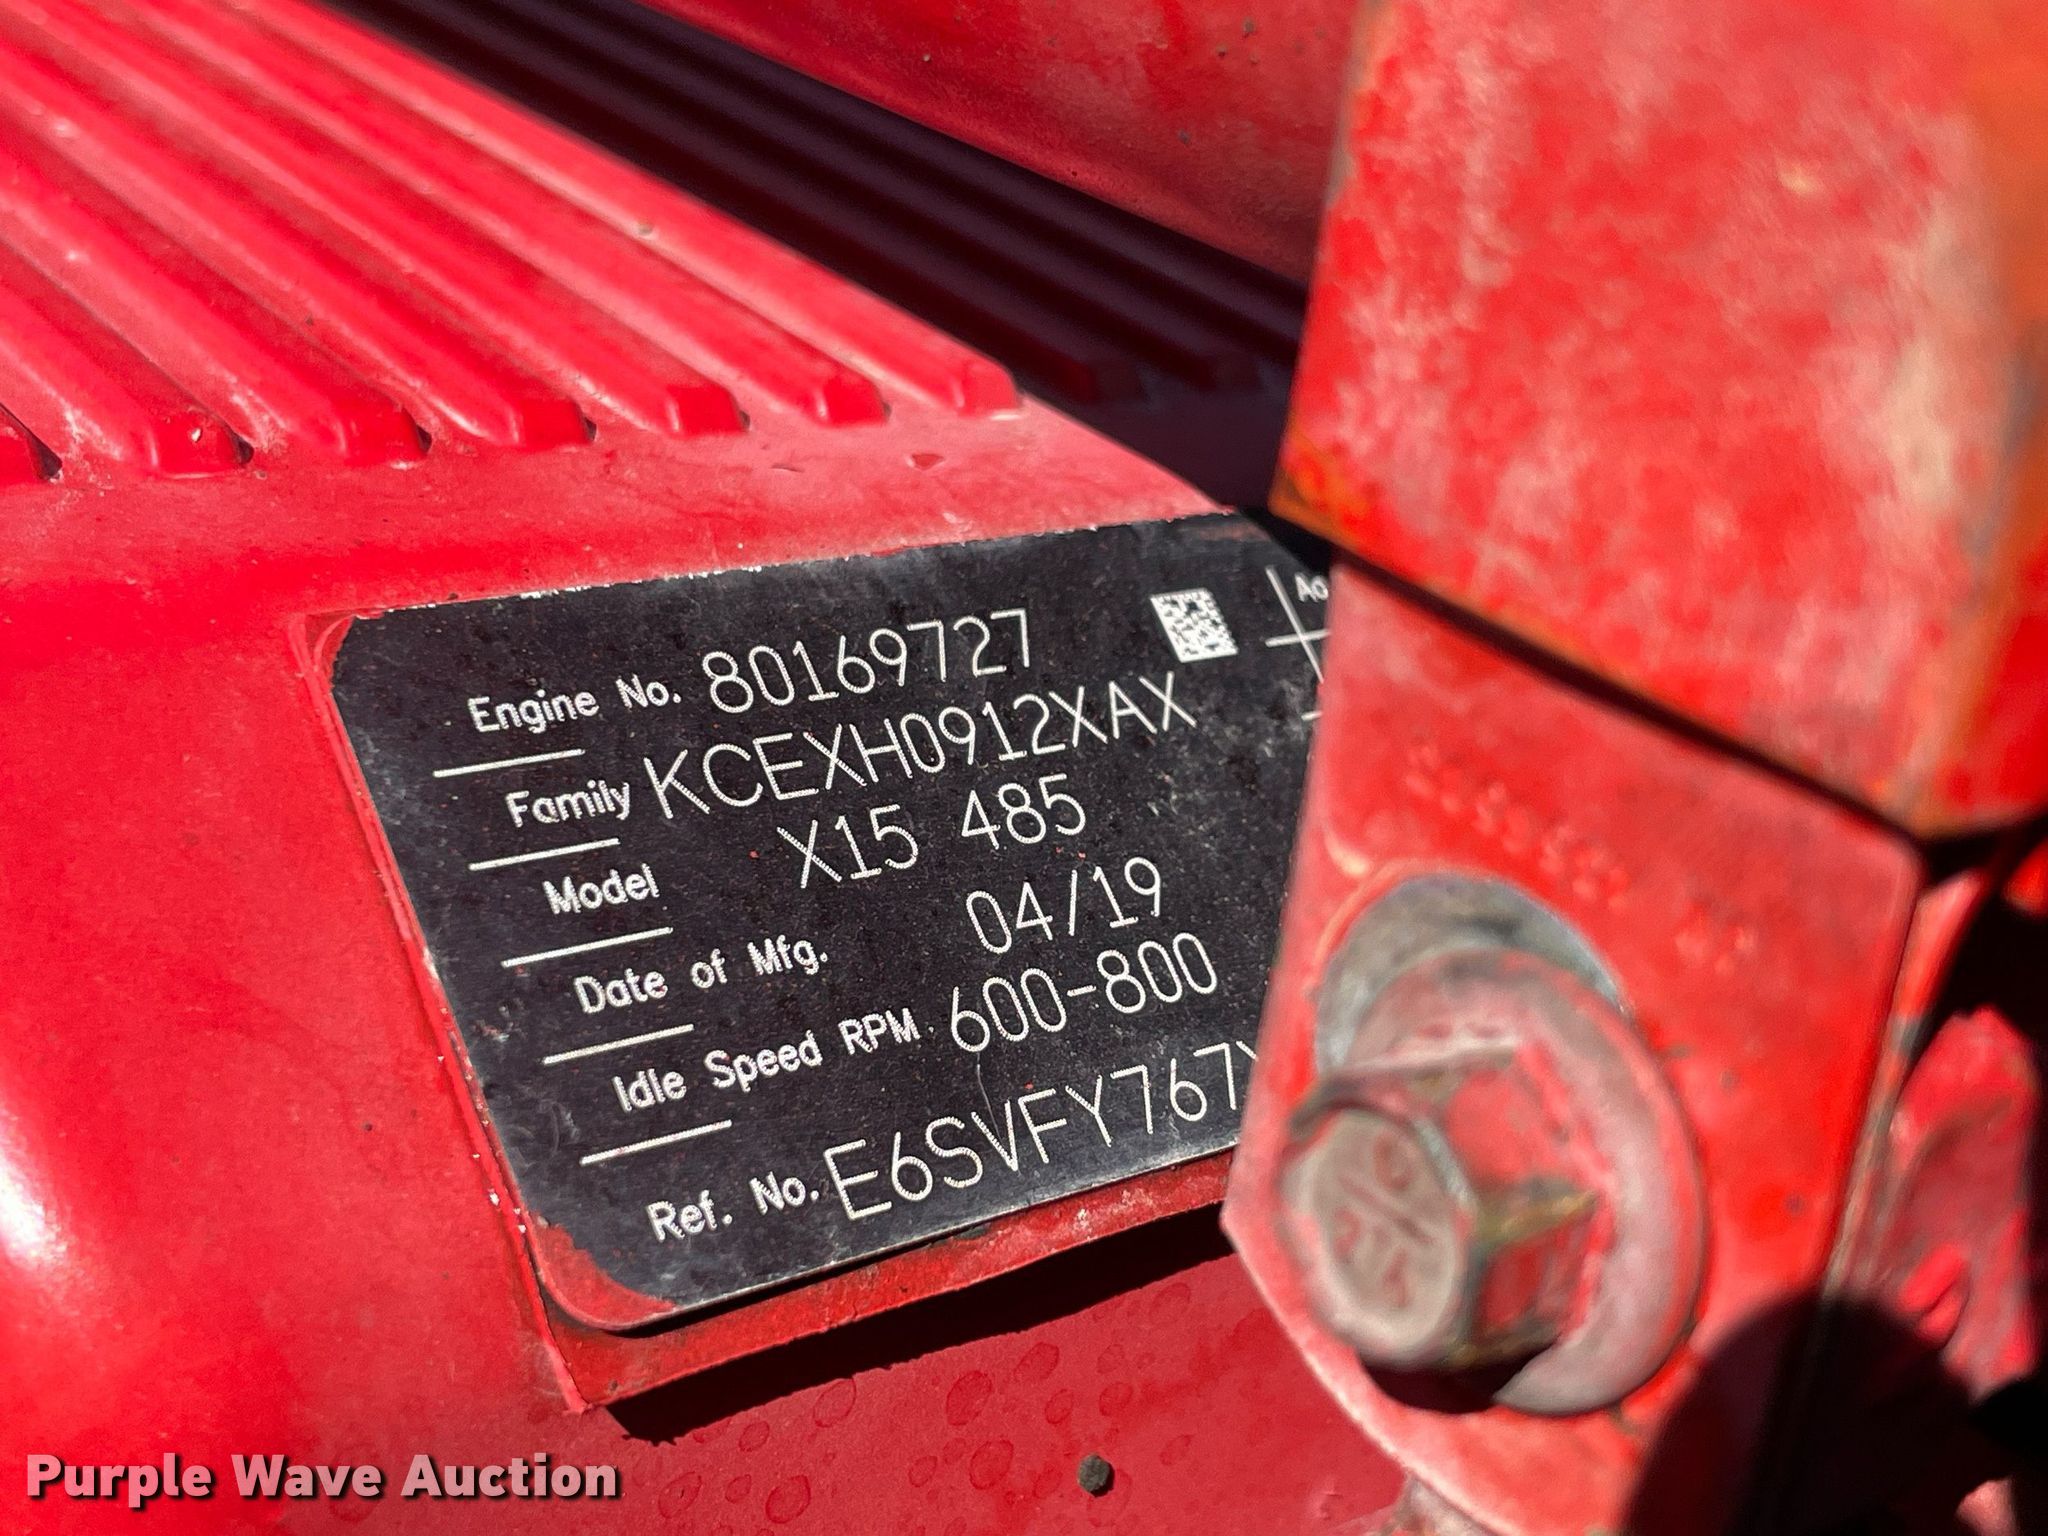 Engine No. 80169727
Family KCEXH0912XAX
Model X15 485
Date of Mfg. 04/19
Idle Speed RPM 600-800
Ref. No. E6SVFY767
Purple Wave Auction